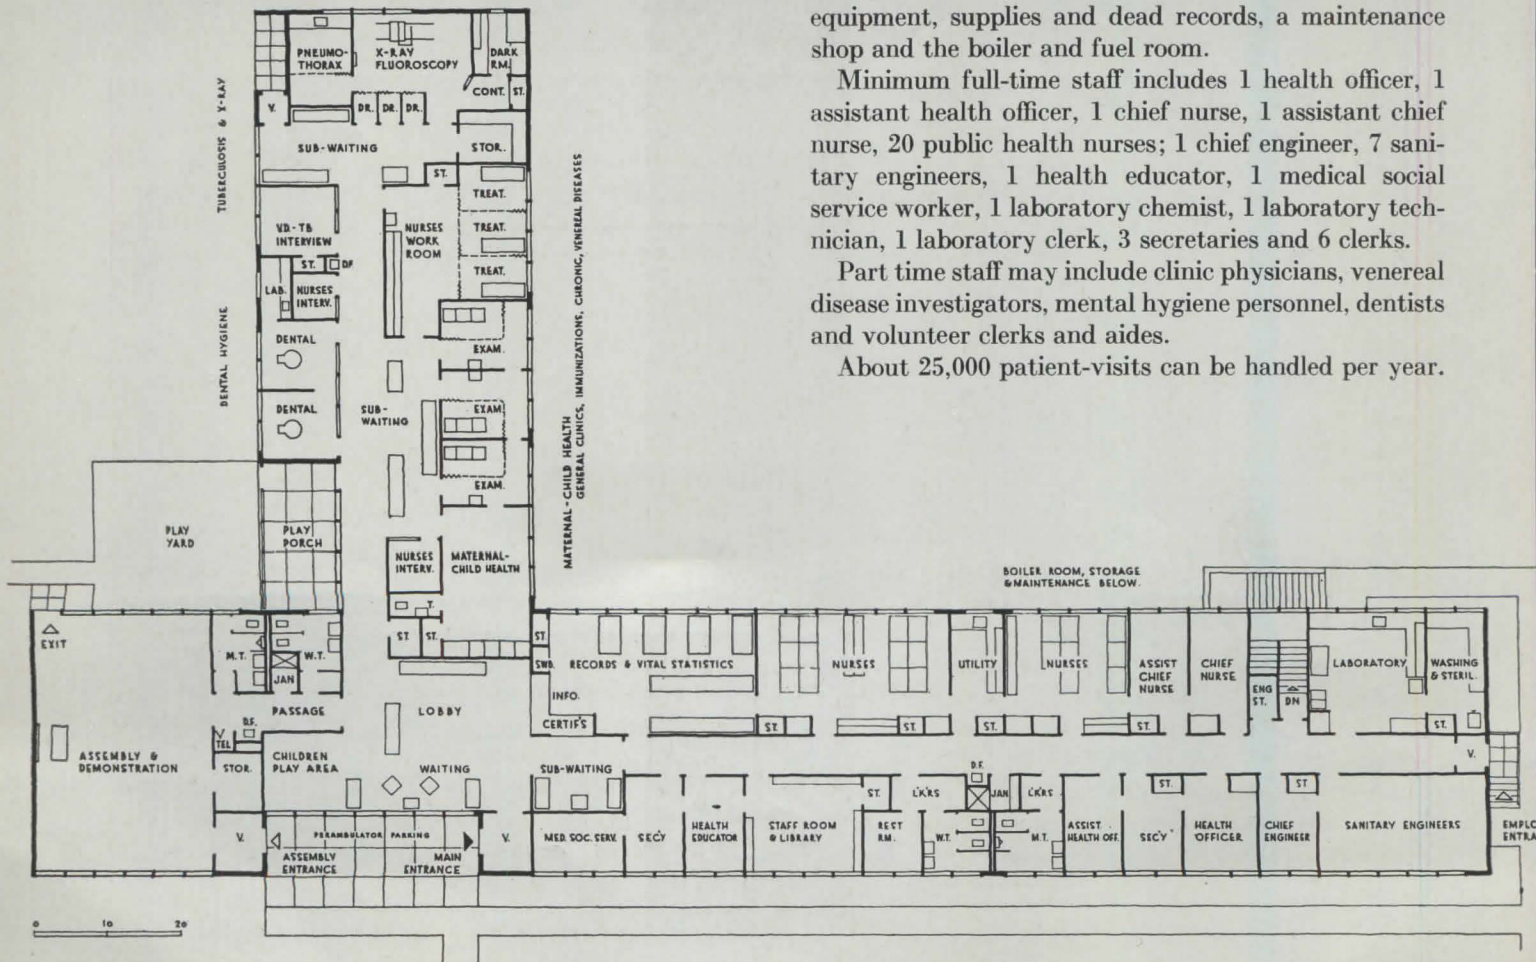 equipment, supplies and dead records, a maintenance
shop and the boiler and fuel room.
Minimum full-time staff includes 1 health officer, 1
assistant health officer, 1 chief nurse, 1 assistant chief
nurse, 20 public health nurses; 1 chief engineer, 7 sani-
tary engineers, 1 health educator, 1 medical social
service worker, 1 laboratory chemist, 1 laboratory tech-
nician, 1 laboratory clerk, 3 secretaries and 6 clerks.
Part time staff may include clinic physicians, venereal
disease investigators, mental hygiene personnel, dentists
and volunteer clerks and aides.
About 25,000 patient-visits can be handled per year.
TUBERCULOSIS & X-RAY
DENTAL HYGIENE
MATERNAL-CHILD HEALTH
GENERAL CLINICS, IMMUNIZATIONS, CHRONIC, VENEREAL DISEASES
PNEUMO-
THORAX
X-RAY
FLUOROSCOPY
DARK
RM.
CONT.
ST.
V.
DR.
DR.
DR.
SUB-WAITING
STOR.
ST.
TREAT.
TREAT.
TREAT.
V.D.-TB
INTERVIEW
NURSES
WORK
ROOM
ST.
DF
LAB.
NURSES
INTERV.
DENTAL
EXAM.
DENTAL
SUB-
WAITING
EXAM
EXAM.
PLAY
YARD
PLAY
PORCH
NURSES
INTERV.
MATERNAL-
CHILD HEALTH
T.
ST.
ST.
BOILER ROOM, STORAGE
& MAINTENANCE BELOW.
EXIT
M.T.
W.T.
JAN
PASSAGE
LOBBY
D.F.
TEL
STOR.
ASSEMBLY &
DEMONSTRATION
CHILDREN
PLAY AREA
WAITING
V.
PERAMBULATOR PARKING
ASSEMBLY
ENTRANCE
MAIN
ENTRANCE
V.
ST.
SWB.
RECORDS & VITAL STATISTICS
INFO.
CERTIF'S
NURSES
UTILITY
NURSES
ASSIST
CHIEF
NURSE
CHIEF
NURSE
ENG
ST.
DN
LABORATORY
WASHING
& STERIL.
ST.
ST.
ST.
ST.
ST.
V.
SUB-WAITING
MED. SOC. SERV.
SEC'Y
HEALTH
EDUCATOR
STAFF ROOM
& LIBRARY
ST.
L'K'RS
REST
RM.
W.T.
D.F.
JAN.
L'K'RS
M.T.
ASSIST.
HEALTH OFF.
ST.
SEC'Y
HEALTH
OFFICER
ST.
CHIEF
ENGINEER
SANITARY ENGINEERS
EMPLO
ENTRA
0 10 20